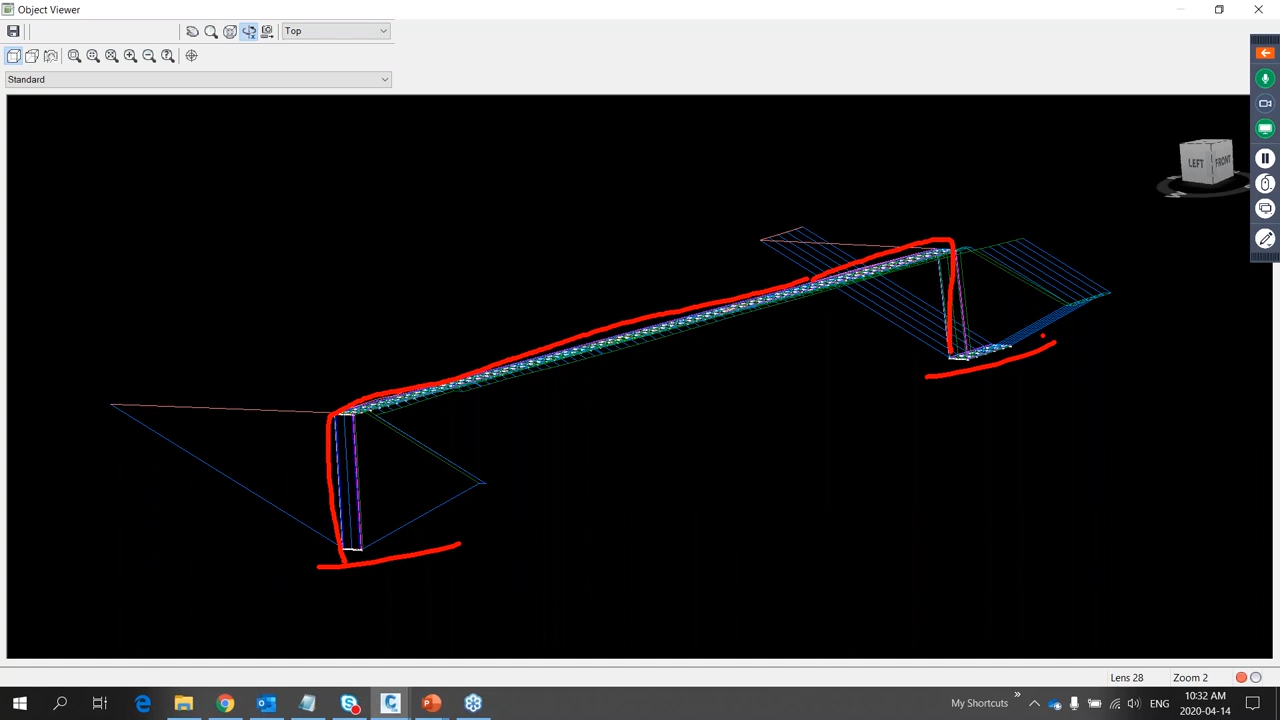 Object Viewer
Top
Standard
LEFT
FRONT
Lens 28
Zoom 2
My Shortcuts
»
ENG
10:32 AM
2020-04-14